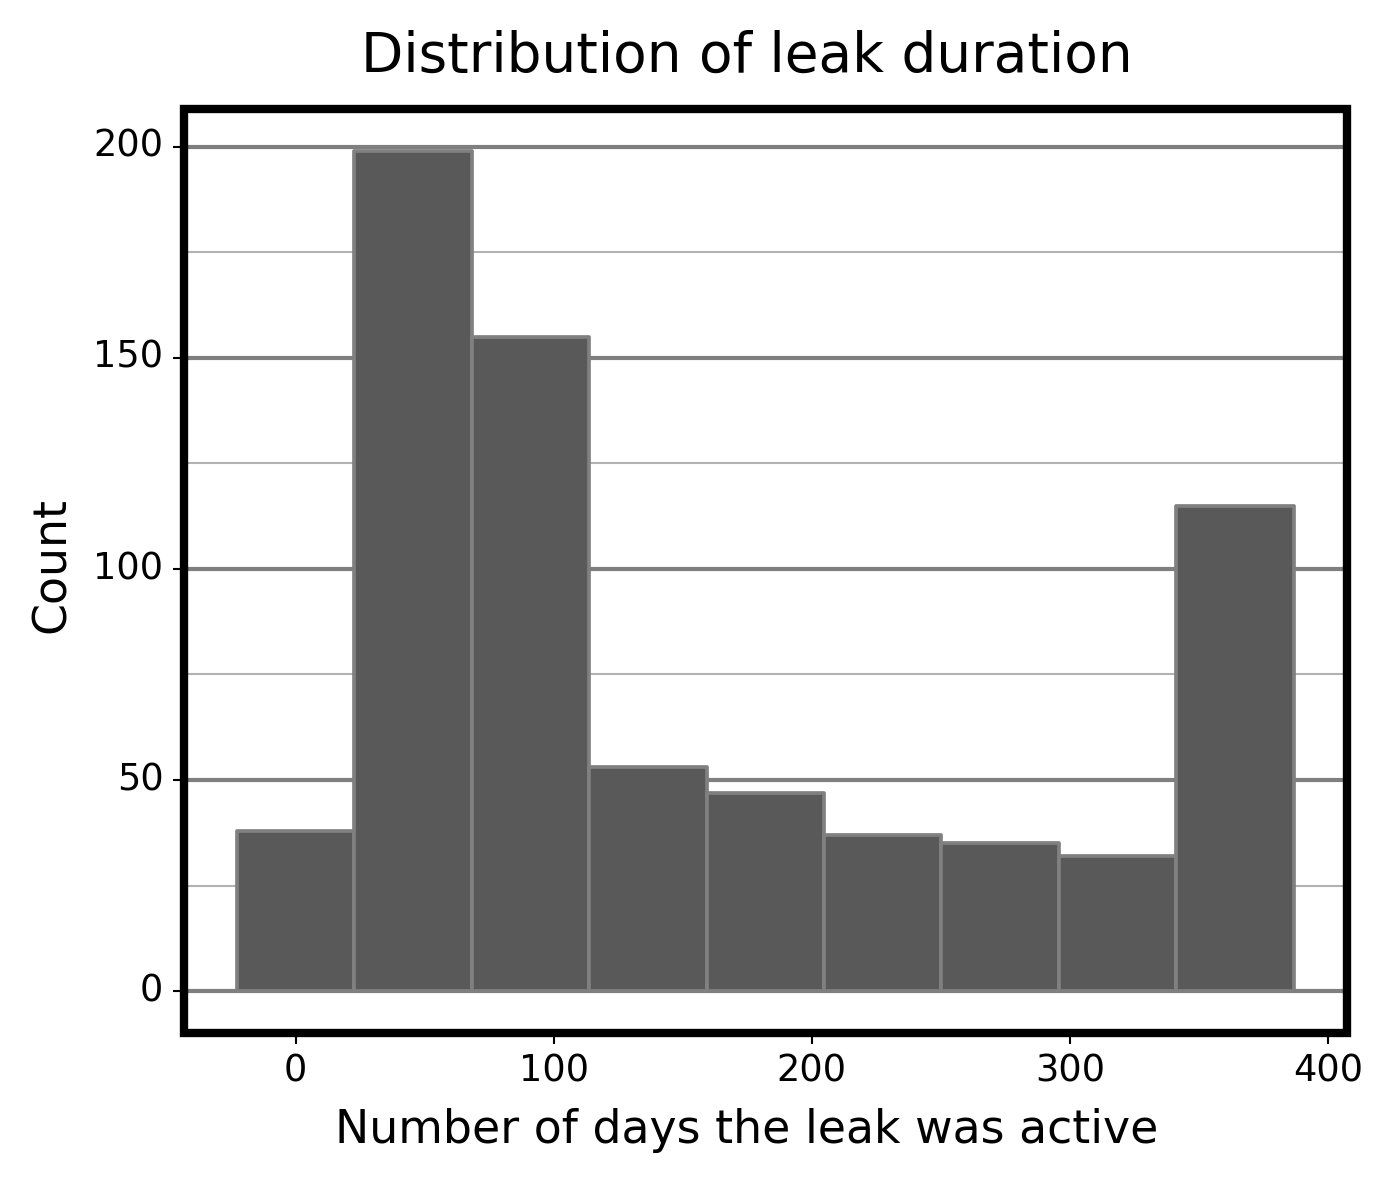 Distribution of leak duration
200
150
100
50
0
Count
0 100 200 300 400
Number of days the leak was active